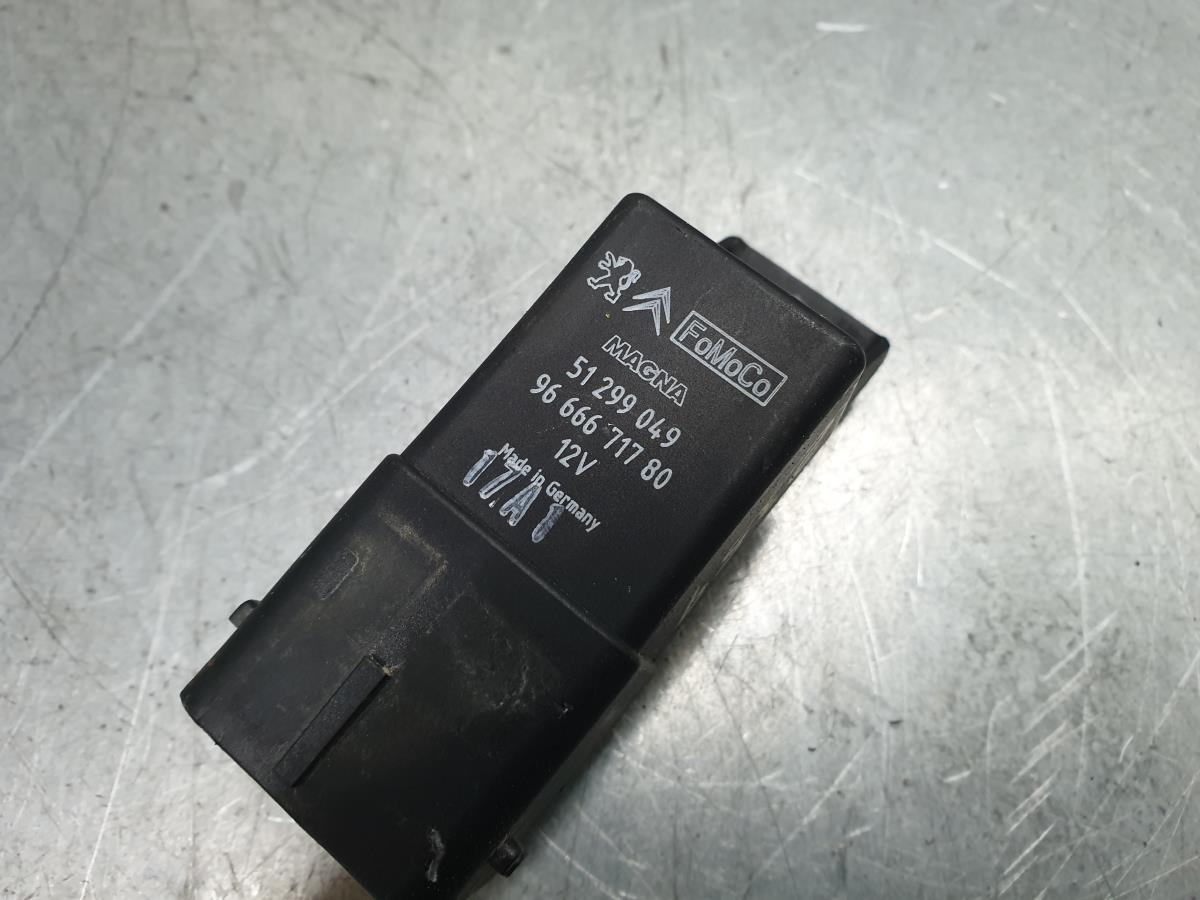 FoMoCo
MAGNA
51 299 049
96 666 717 80
12V
Made in Germany
17A1